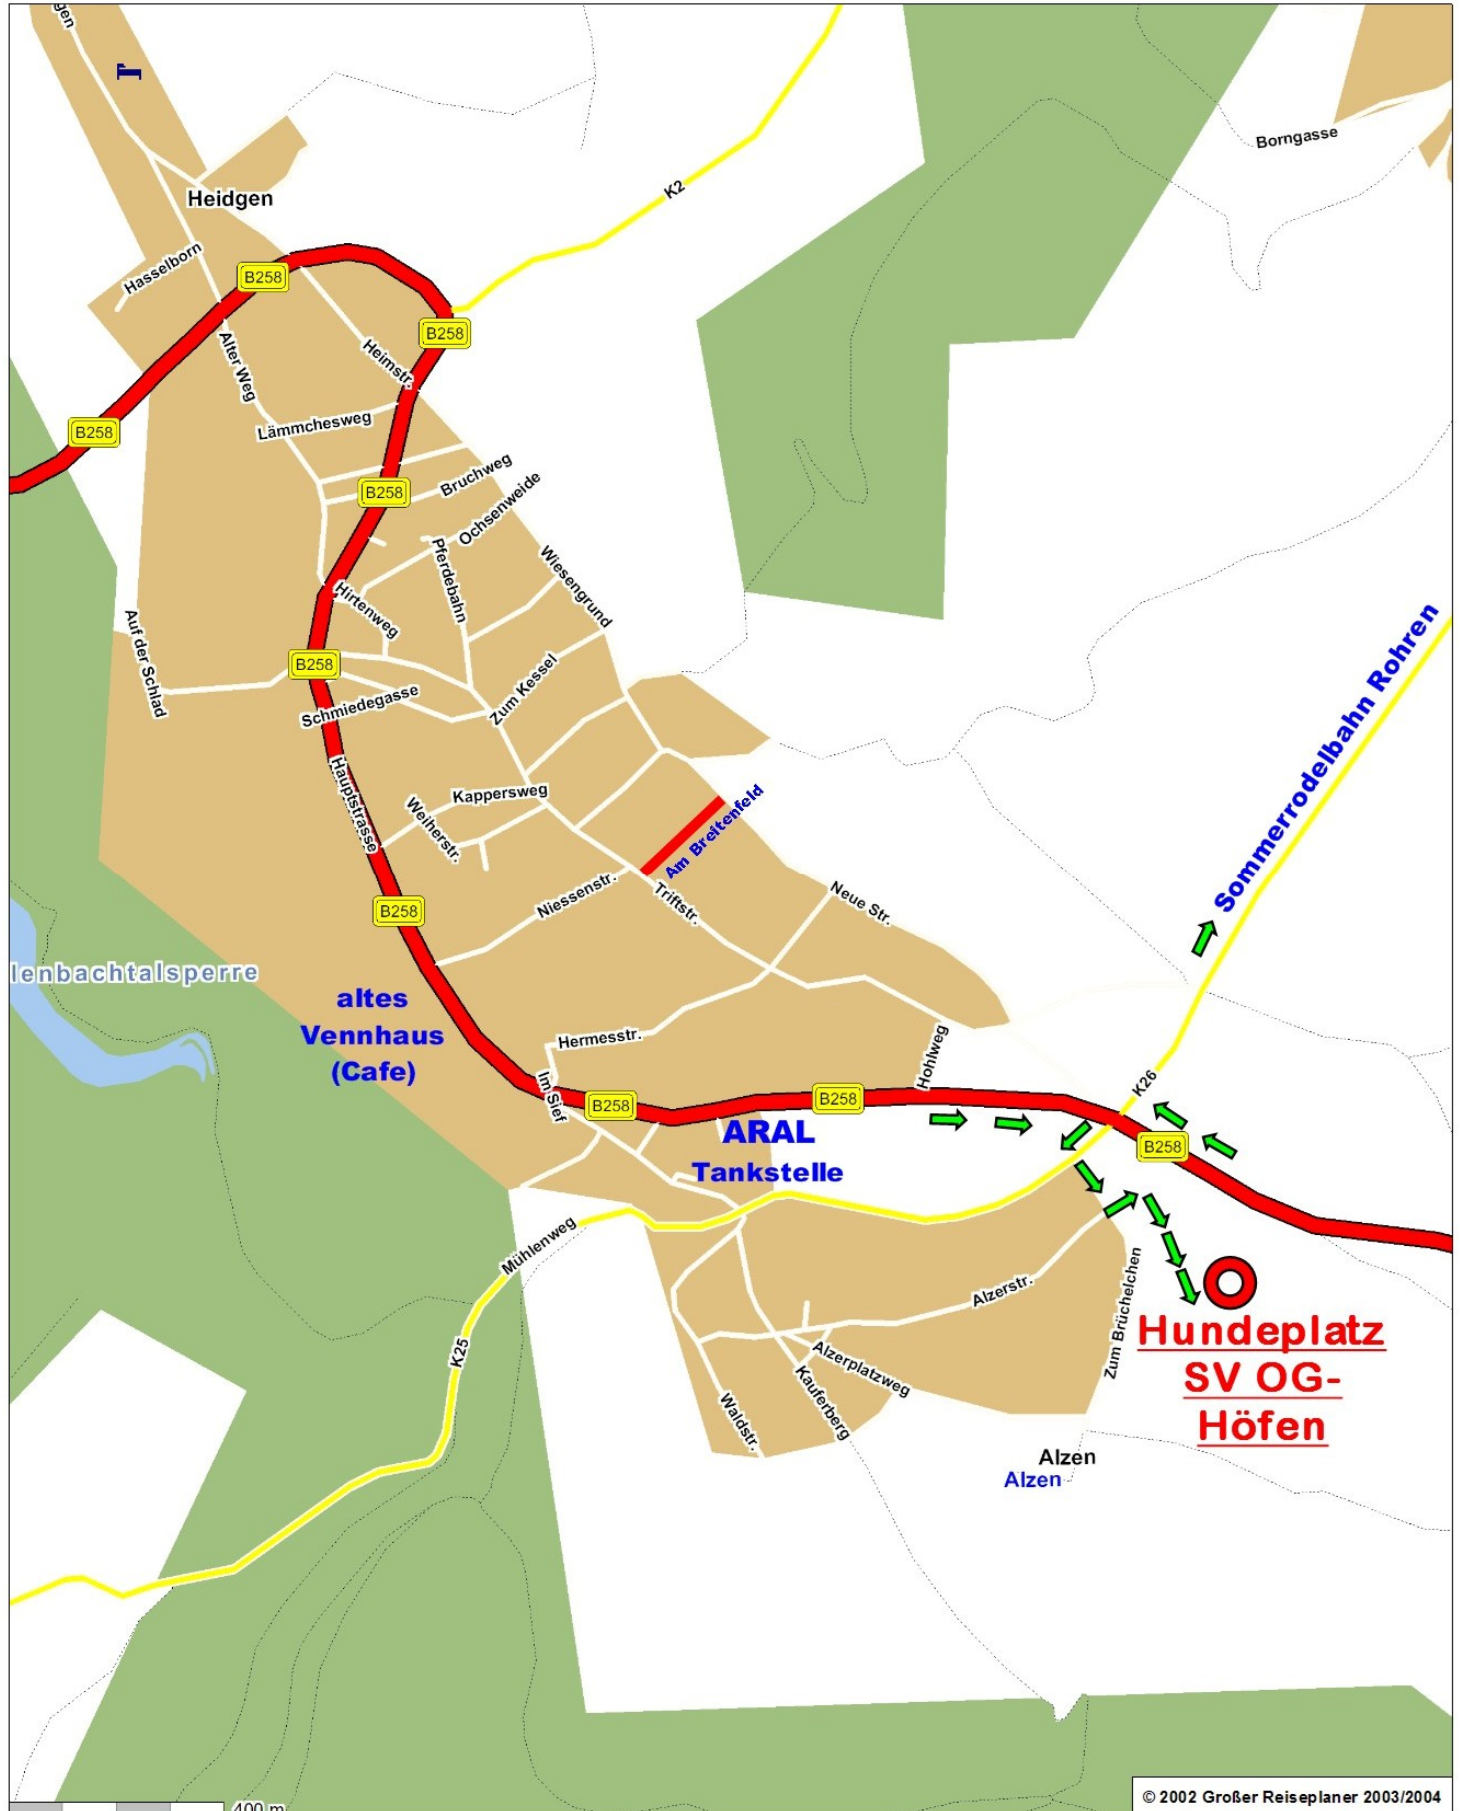 gen
Borngasse
K2
Heidgen
Hasselborn
B258
B258
Alter Weg
Heimstr.
Lämmchesweg
B258
Bruchweg
B258
Ochsenweide
Pferdebahn
Wiesengrund
Hirtenweg
Auf der Schlad
B258
Zum Kessel
Schmiedegasse
Sommerrodelbahn Rohren
Hauptstrasse
Kappersweg
Weiherstr.
Am Breitenfeld
Niessenstr.
Triftstr.
Neue Str.
B258
lenbachtalsperre
altes
Vennhaus
(Cafe)
Hermesstr.
Hohlweg
Im Sief
K26
B258
B258
ARAL
Tankstelle
B258
Mühlenweg
Alzerstr.
Zum Brüchelchen
K25
Hundeplatz
SV OG-
Höfen
Alzerplatzweg
Kauferberg
Waldstr.
Alzen
Alzen
© 2002 Großer Reiseplaner 2003/2004
400 m